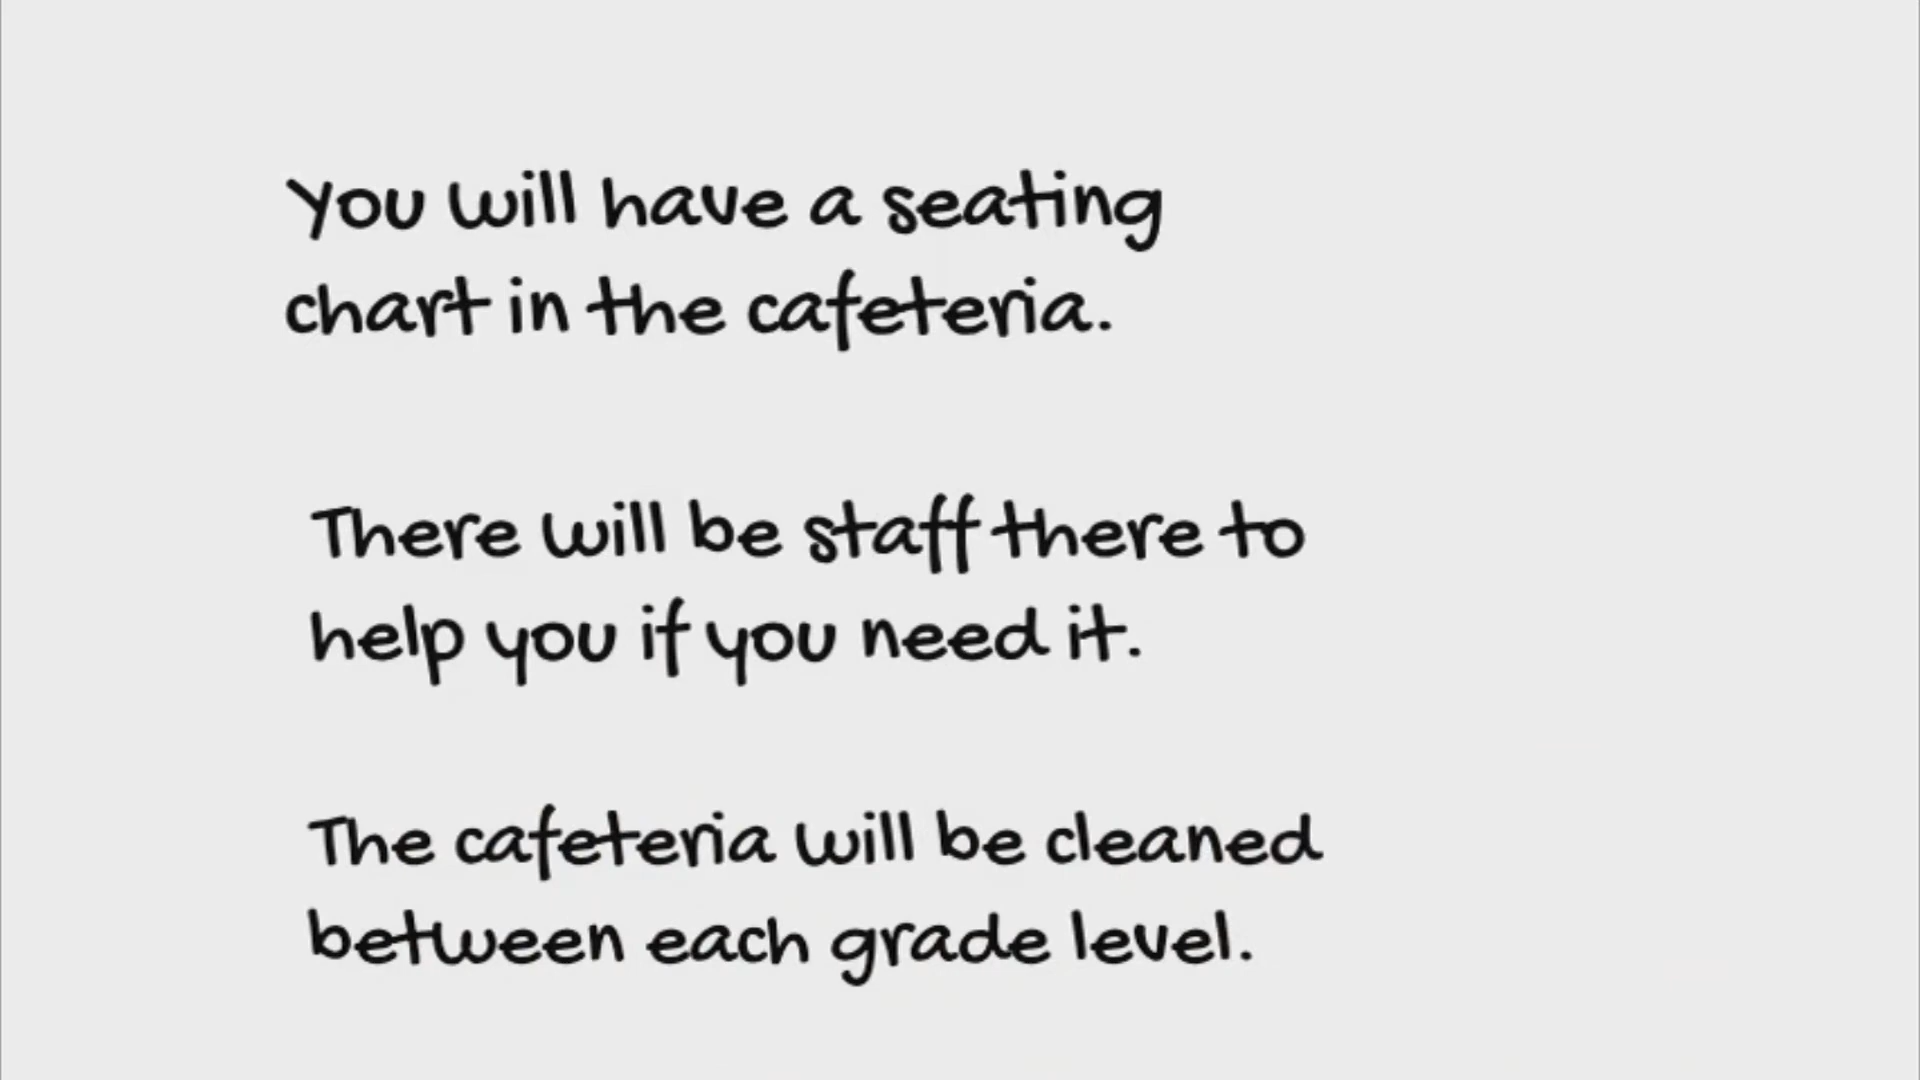 You will have a seating
chart in the cafeteria.
There will be staff there to
help you if you need it.
The cafeteria will be cleaned
between each grade level.